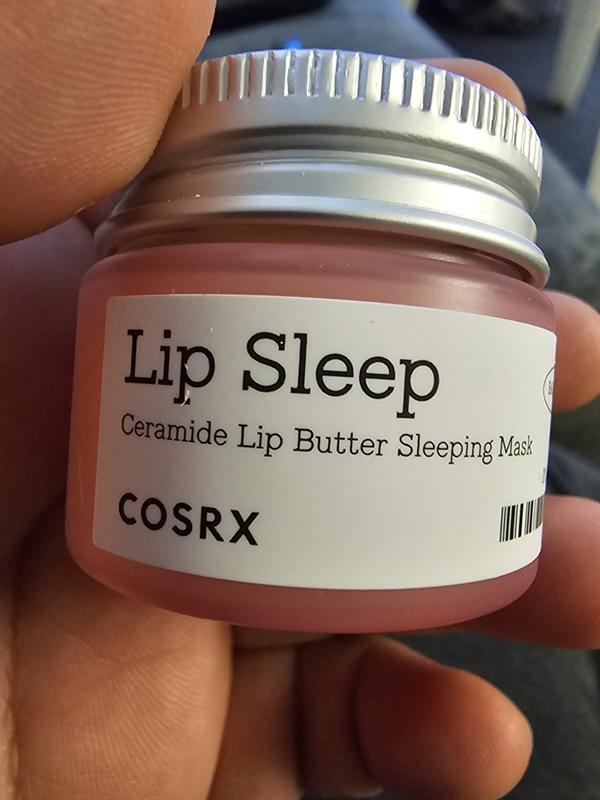 Lip Sleep
Ceramide Lip Butter Sleeping Mask
COSRX